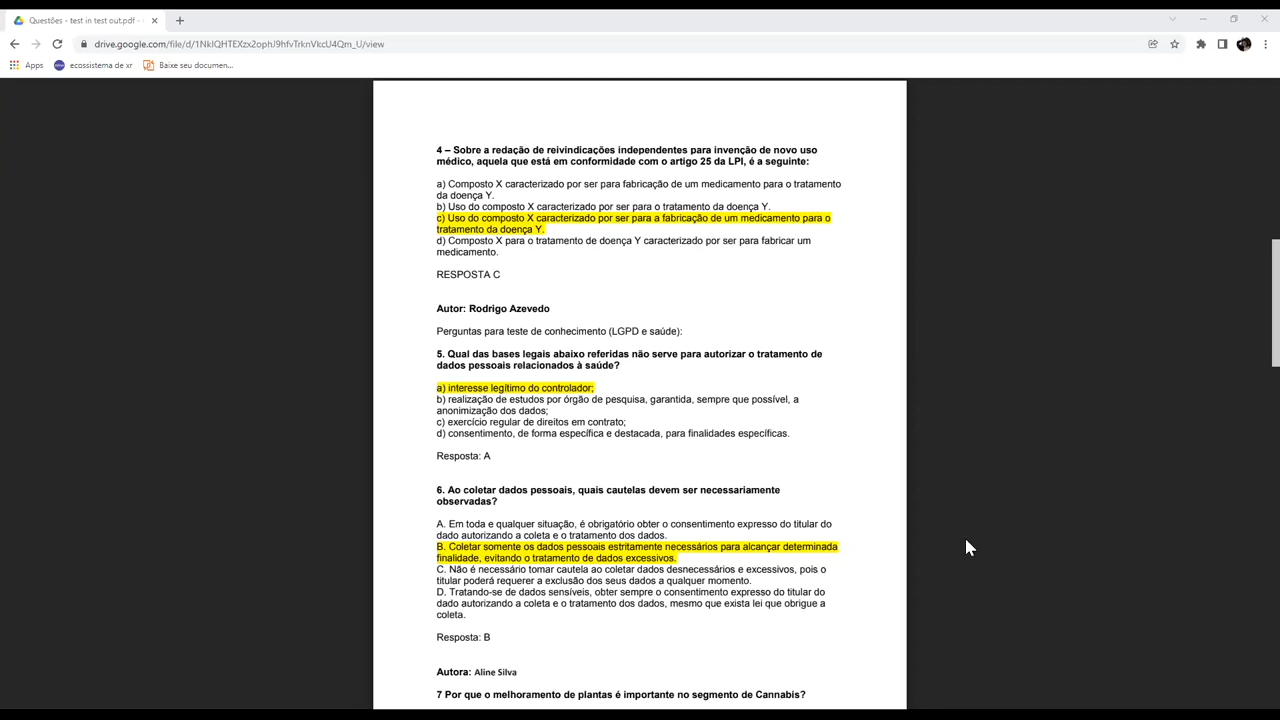 Questões - test in test out.pdf -
drive.google.com/file/d/1NklQHTEXzx2ophJ9hfvTrknVkcU4Qm_U/view
Apps
ecossistema de xr
Baixe seu documen...
4 – Sobre a redação de reivindicações independentes para invenção de novo uso
médico, aquela que está em conformidade com o artigo 25 da LPI, é a seguinte:
a) Composto X caracterizado por ser para fabricação de um medicamento para o tratamento
da doença Y.
b) Uso do composto X caracterizado por ser para o tratamento da doença Y.
c) Uso do composto X caracterizado por ser para a fabricação de um medicamento para o
tratamento da doença Y.
d) Composto X para o tratamento de doença Y caracterizado por ser para fabricar um
medicamento.
RESPOSTA C
Autor: Rodrigo Azevedo
Perguntas para teste de conhecimento (LGPD e saúde):
5. Qual das bases legais abaixo referidas não serve para autorizar o tratamento de
dados pessoais relacionados à saúde?
a) interesse legítimo do controlador;
b) realização de estudos por órgão de pesquisa, garantida, sempre que possível, a
anonimização dos dados;
c) exercício regular de direitos em contrato;
d) consentimento, de forma específica e destacada, para finalidades específicas.
Resposta: A
6. Ao coletar dados pessoais, quais cautelas devem ser necessariamente
observadas?
A. Em toda e qualquer situação, é obrigatório obter o consentimento expresso do titular do
dado autorizando a coleta e o tratamento dos dados.
B. Coletar somente os dados pessoais estritamente necessários para alcançar determinada
finalidade, evitando o tratamento de dados excessivos.
C. Não é necessário tomar cautela ao coletar dados desnecessários e excessivos, pois o
titular poderá requerer a exclusão dos seus dados a qualquer momento.
D. Tratando-se de dados sensíveis, obter sempre o consentimento expresso do titular do
dado autorizando a coleta e o tratamento dos dados, mesmo que exista lei que obrigue a
coleta.
Resposta: B
Autora: Aline Silva
7 Por que o melhoramento de plantas é importante no segmento de Cannabis?